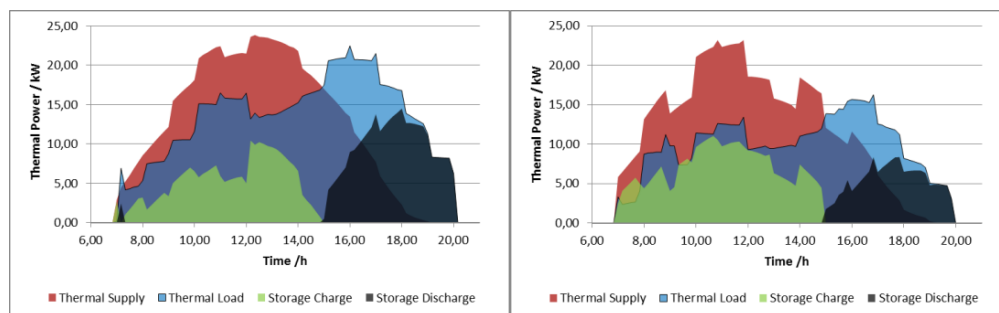 25,00
20,00
15,00
10,00
5,00
0,00
Thermal Power / kW
6,00 8,00 10,00 12,00 14,00 16,00 18,00 20,00
Time /h
Thermal Supply Thermal Load Storage Charge Storage Discharge
25,00
20,00
15,00
10,00
5,00
0,00
Thermal Power / kW
6,00 8,00 10,00 12,00 14,00 16,00 18,00 20,00
Time /h
Thermal Supply Thermal Load Storage Charge Storage Discharge